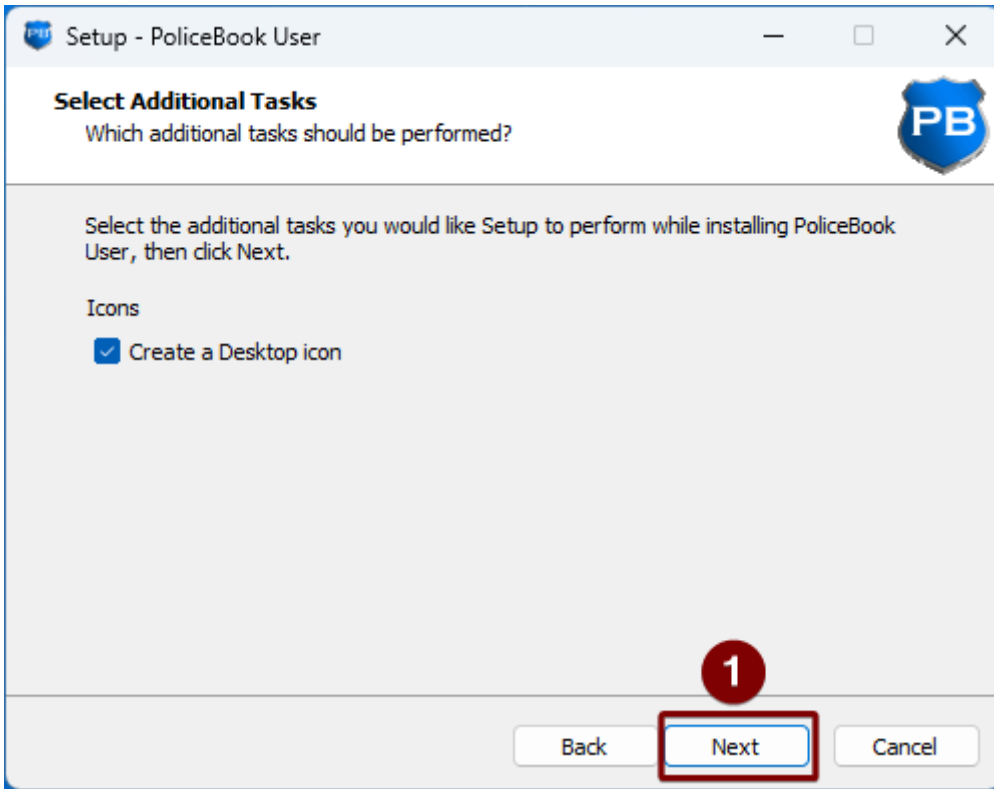 Setup - PoliceBook User
Select Additional Tasks
Which additional tasks should be performed?
PB
Select the additional tasks you would like Setup to perform while installing PoliceBook
User, then click Next.
Icons
Create a Desktop icon
1
Back Next Cancel